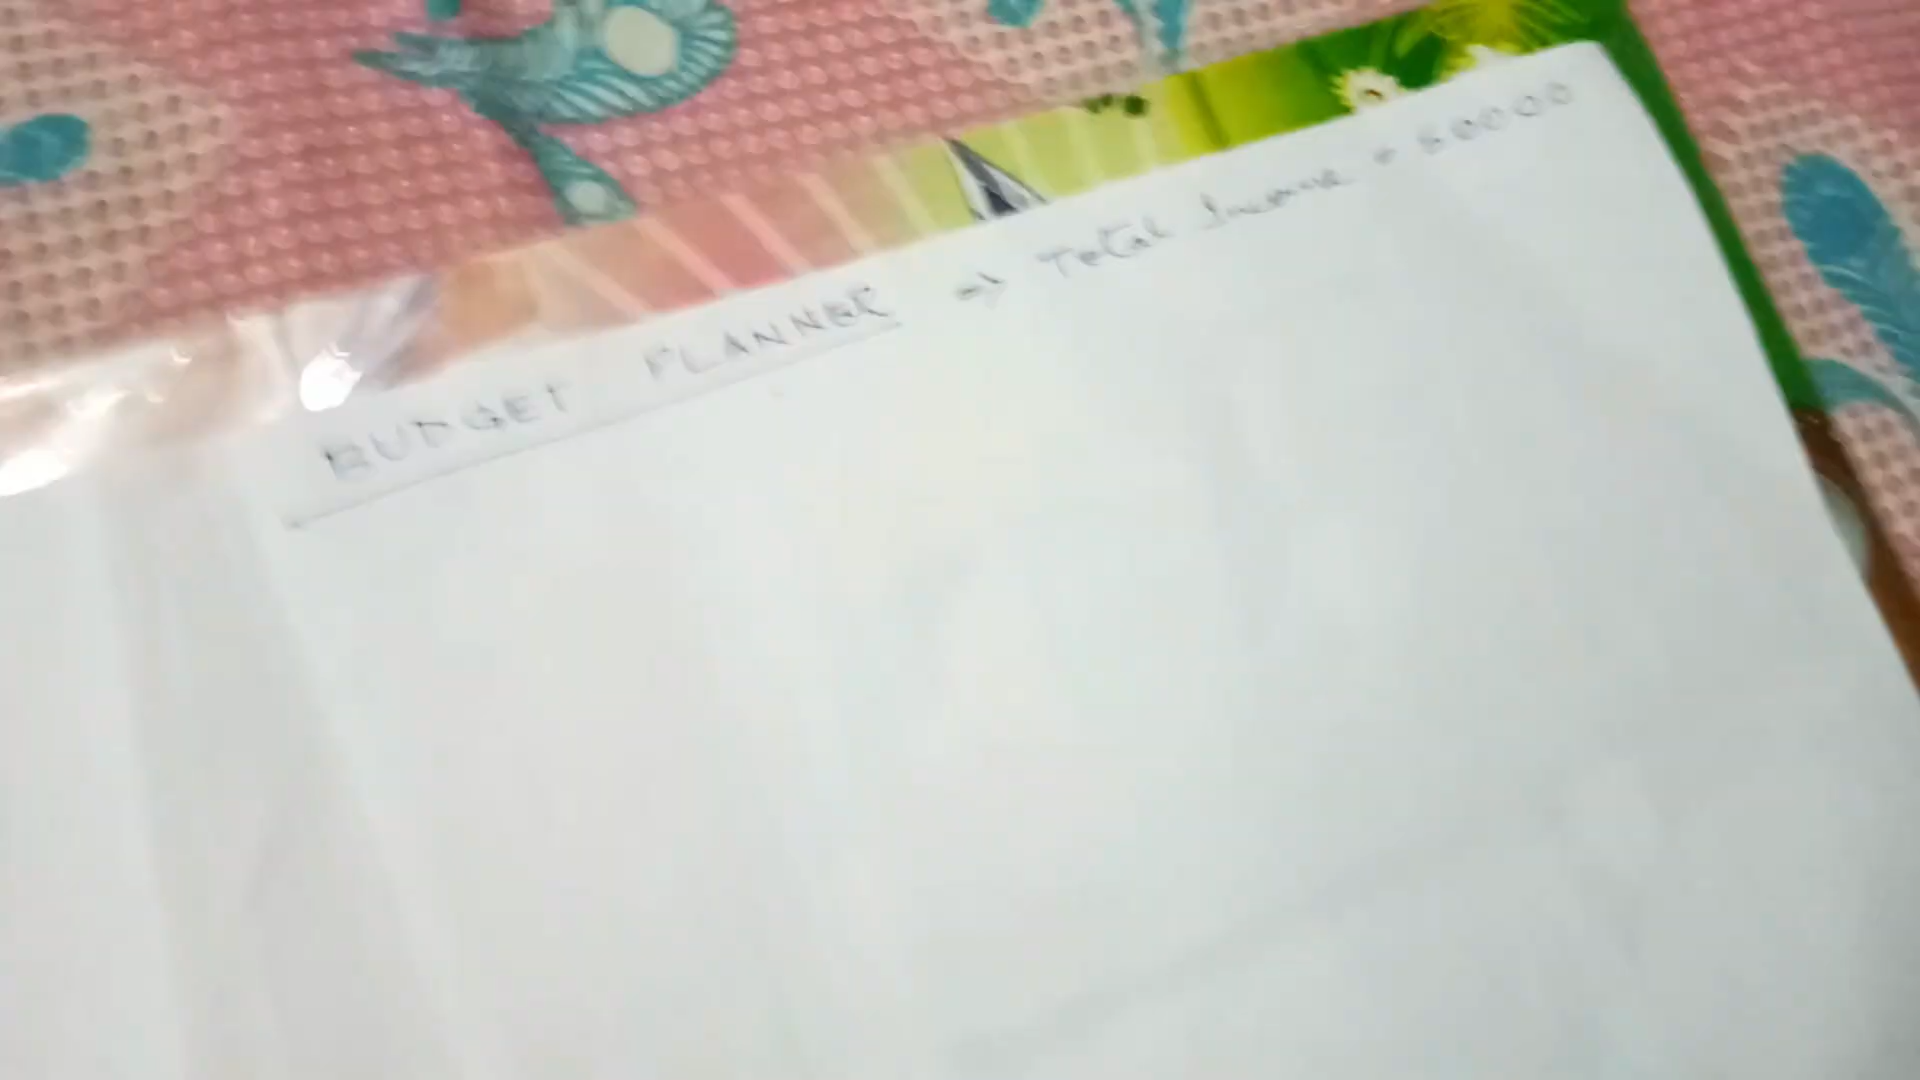 BUDGET PLANNER => Total Income = 50000